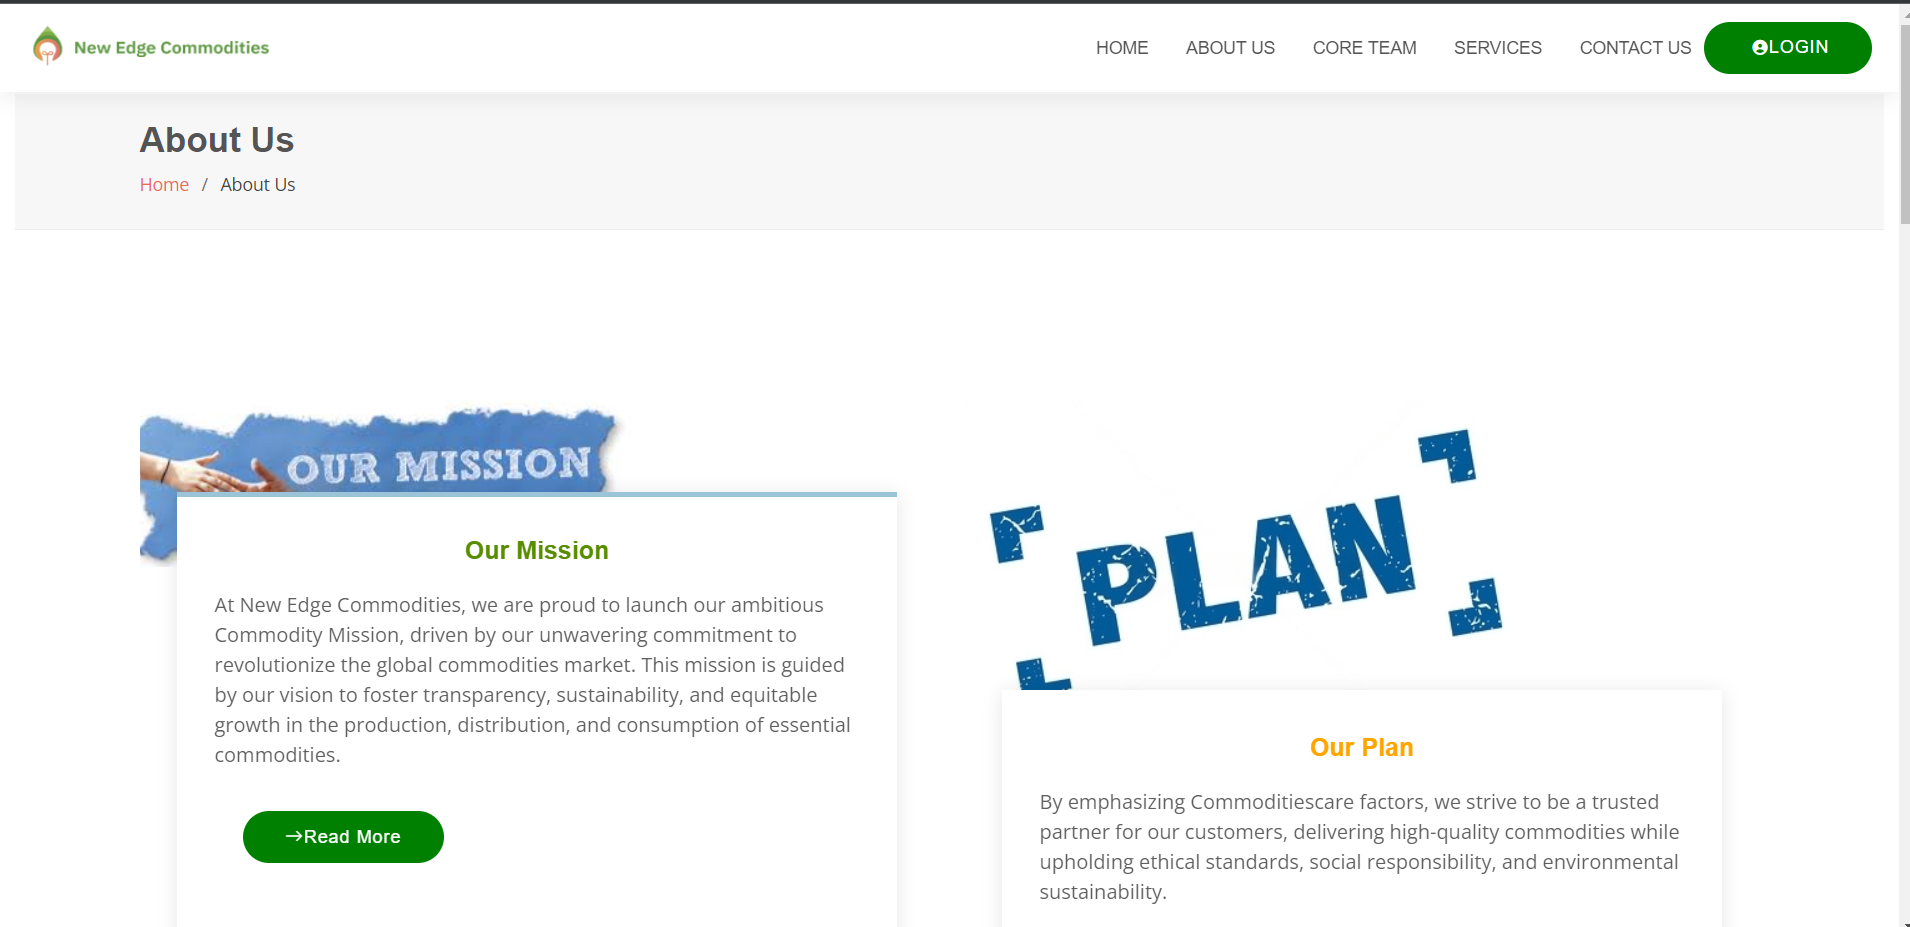 New Edge Commodities
HOME ABOUT US CORE TEAM SERVICES CONTACT US LOGIN
About Us
Home / About Us
OUR MISSION
Our Mission
At New Edge Commodities, we are proud to launch our ambitious
Commodity Mission, driven by our unwavering commitment to
revolutionize the global commodities market. This mission is guided
by our vision to foster transparency, sustainability, and equitable
growth in the production, distribution, and consumption of essential
commodities.
Read More
PLAN
Our Plan
By emphasizing Commoditiescare factors, we strive to be a trusted
partner for our customers, delivering high-quality commodities while
upholding ethical standards, social responsibility, and environmental
sustainability.